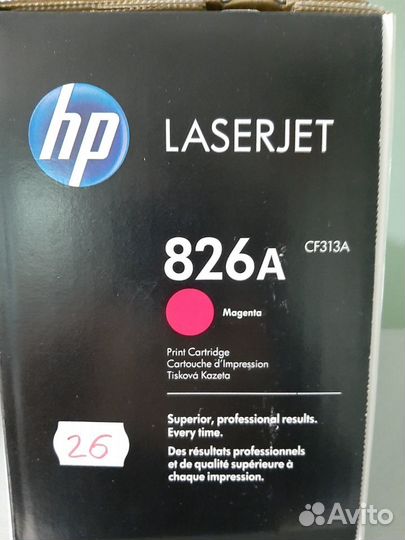 hp
LASERJET
826A CF313A
Magenta
Print Cartridge
Cartouche d'Impression
Tisková Kazeta
Superior, professional results.
Every time.
Des résultats professionnels
et de qualité supérieure à
chaque impression.
26
Avito